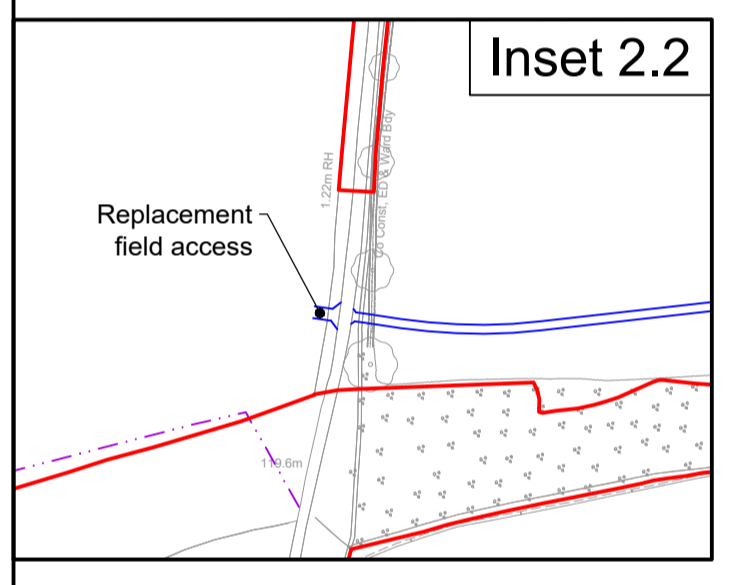 Inset 2.2
1.22m RH
Co Const, ED & Ward Bdy
Replacement
field access
119.6m